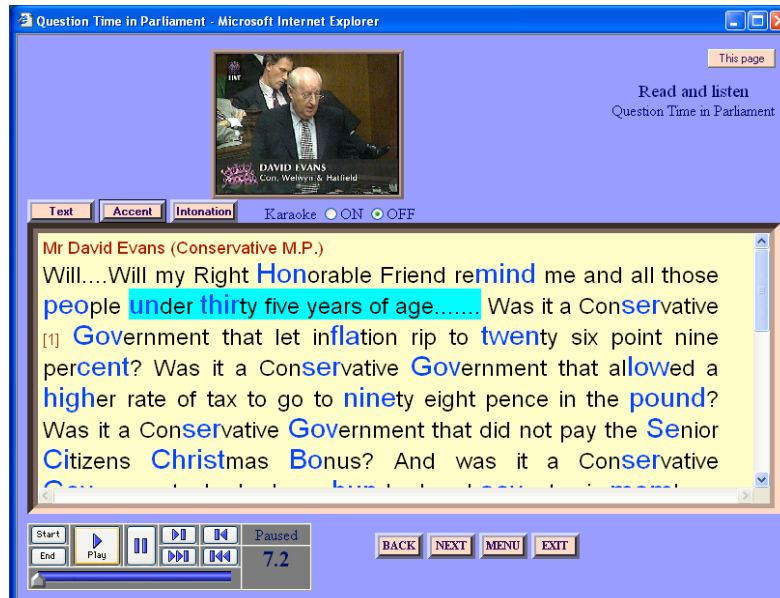 Question Time in Parliament - Microsoft Internet Explorer
This page
LIVE
DAVID EVANS
Con. Welwyn & Hatfield
Read and listen
Question Time in Parliament
Text Accent Intonation Karaoke ON OFF
Mr David Evans (Conservative M.P.)
Will....Will my Right Honorable Friend remind me and all those
people under thirty five years of age....... Was it a Conservative
[1] Government that let inflation rip to twenty six point nine
percent? Was it a Conservative Government that allowed a
higher rate of tax to go to ninety eight pence in the pound?
Was it a Conservative Government that did not pay the Senior
Citizens Christmas Bonus? And was it a Conservative
Start
End
Play
Paused
7.2
BACK NEXT MENU EXIT